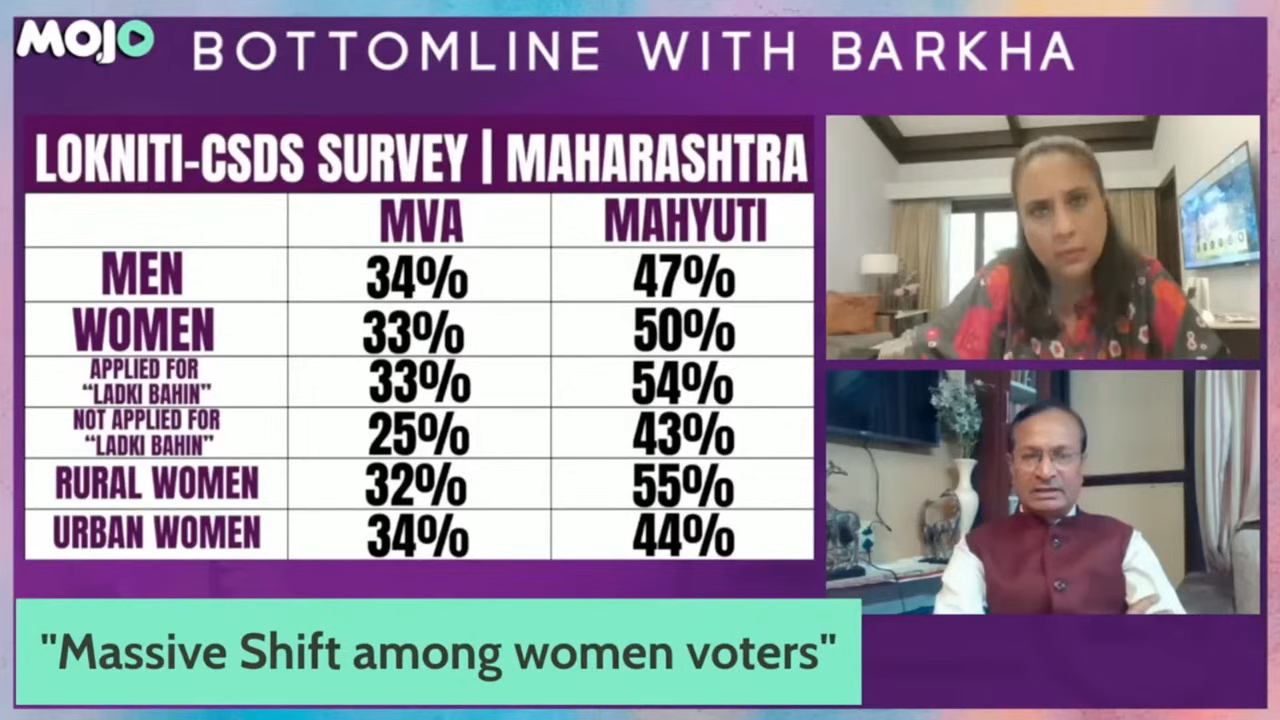 MOJO
BOTTOMLINE WITH BARKHA
LOKNITI-CSDS SURVEY | MAHARASHTRA
MVA MAHYUTI
MEN 34% 47%
WOMEN 33% 50%
APPLIED FOR
“LADKI BAHIN” 33% 54%
NOT APPLIED FOR
“LADKI BAHIN” 25% 43%
RURAL WOMEN 32% 55%
URBAN WOMEN 34% 44%
"Massive Shift among women voters"